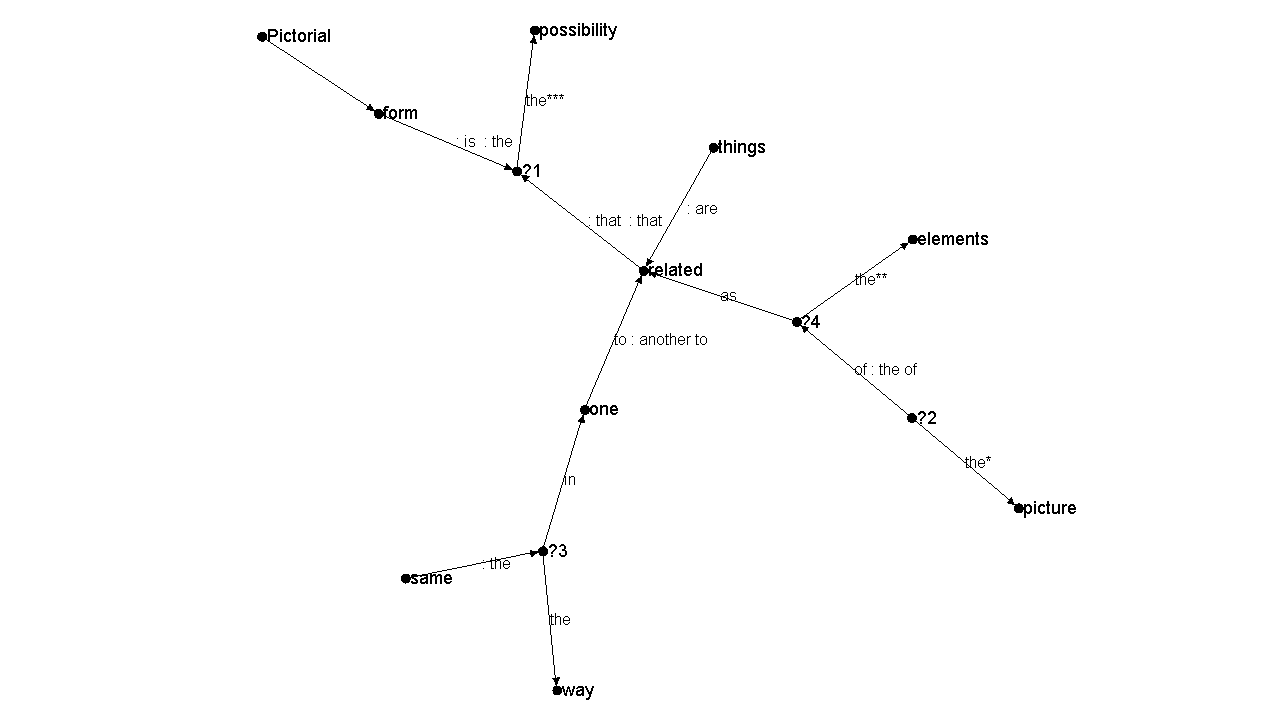 possibility
Pictorial
the***
form
: is : the
?1
things
: are
: that : that
elements
related
the**
as
?4
to : another to
of : the of
one
?2
the*
in
picture
?3
: the
same
the
way